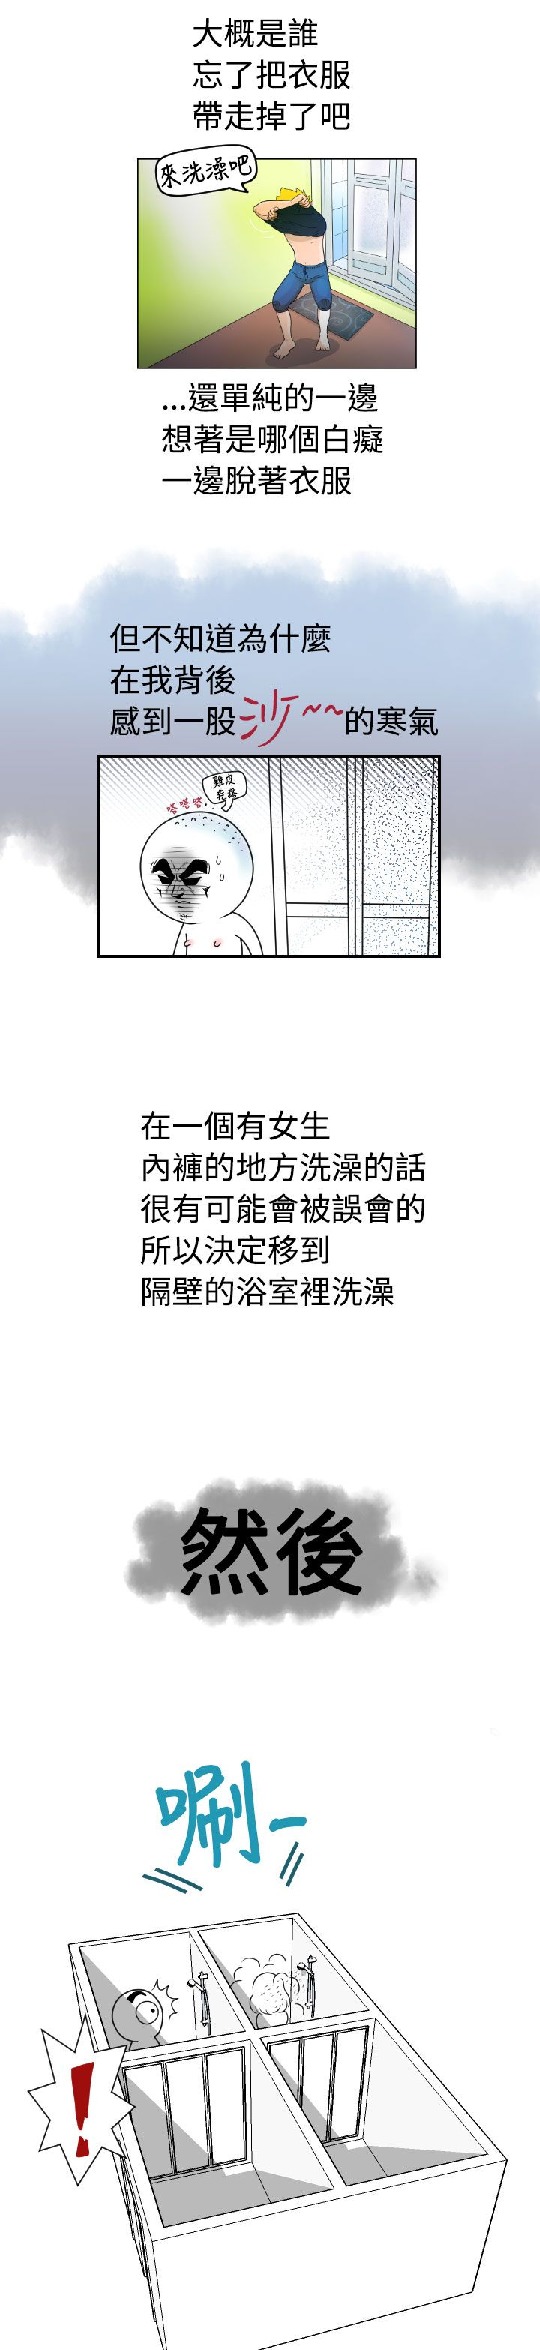 大概是誰
忘了把衣服
帶走掉了吧
來洗澡吧
...還單純的一邊
想著是哪個白癡
一邊脫著衣服
但不知道為什麼
在我背後
感到一股沙~~的寒氣
雞皮
疙瘩
在一個有女生
內褲的地方洗澡的話
很有可能會被誤會的
所以決定移到
隔壁的浴室裡洗澡
然後
唰-
!